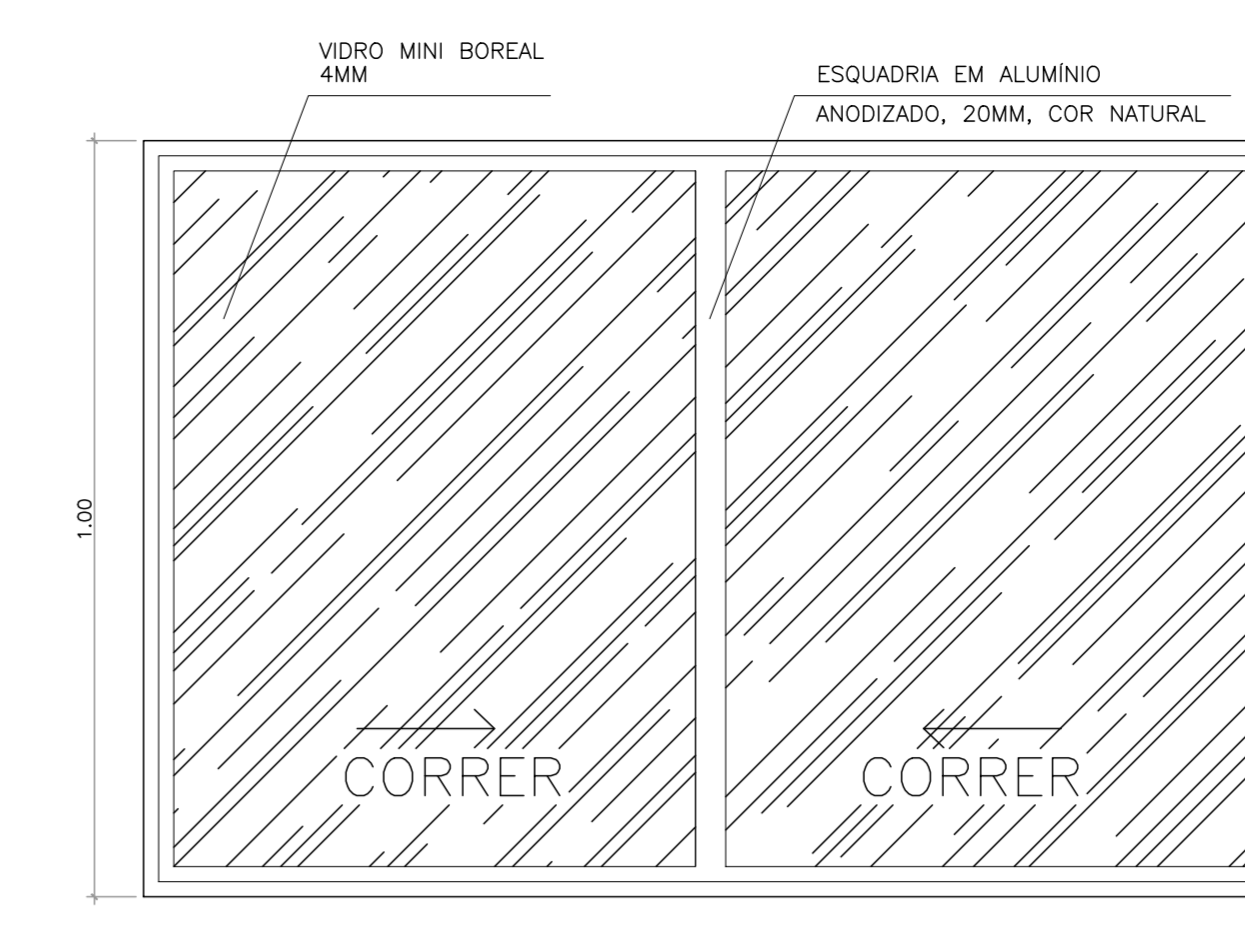 VIDRO MINI BOREAL
4MM
ESQUADRIA EM ALUMÍNIO
ANODIZADO, 20MM, COR NATURAL
1.00
CORRER
CORRER